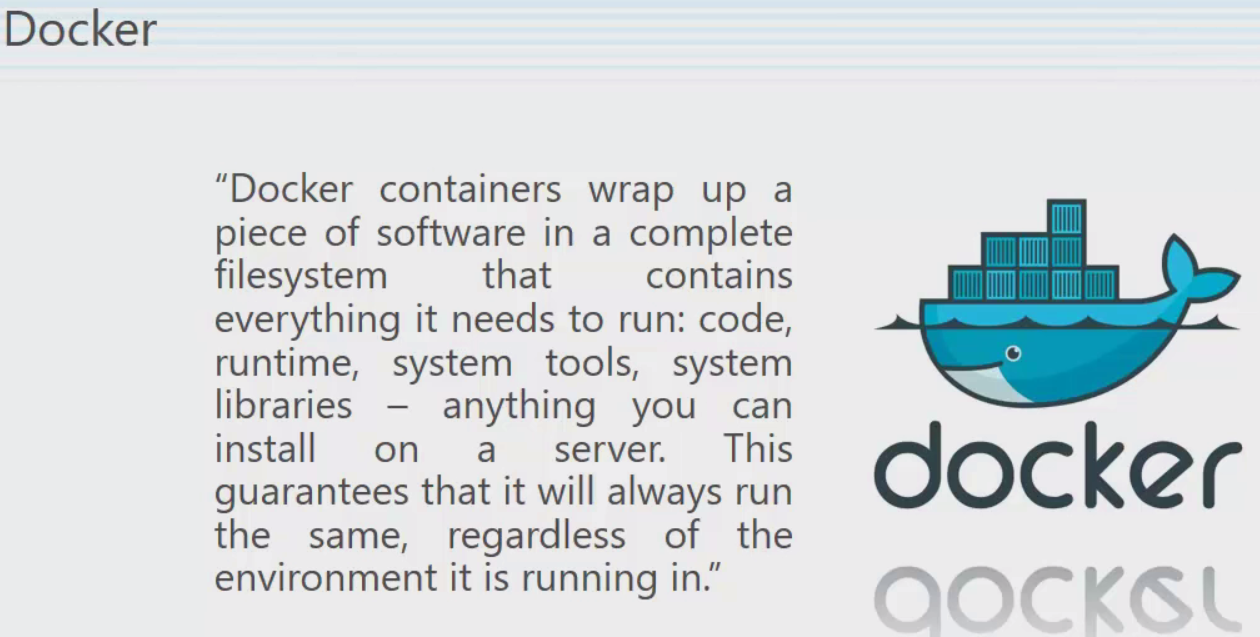 Docker
“Docker containers wrap up a
piece of software in a complete
filesystem that contains
everything it needs to run: code,
runtime, system tools, system
libraries – anything you can
install on a server. This
guarantees that it will always run
the same, regardless of the
environment it is running in.”
docker